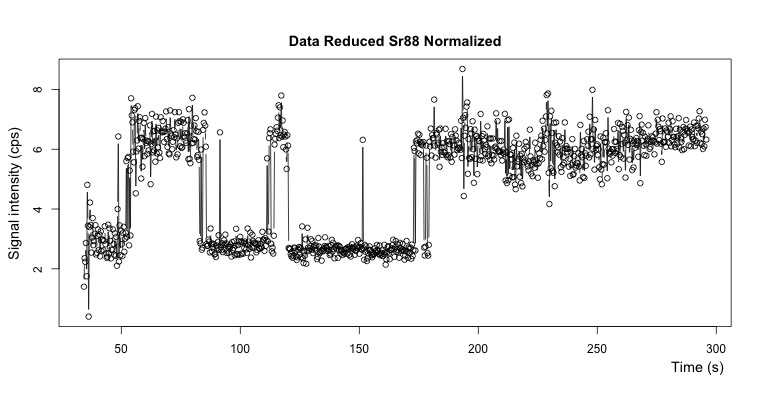 Data Reduced Sr88 Normalized
Signal intensity (cps)
8
6
4
2
50 100 150 200 250 300
Time (s)